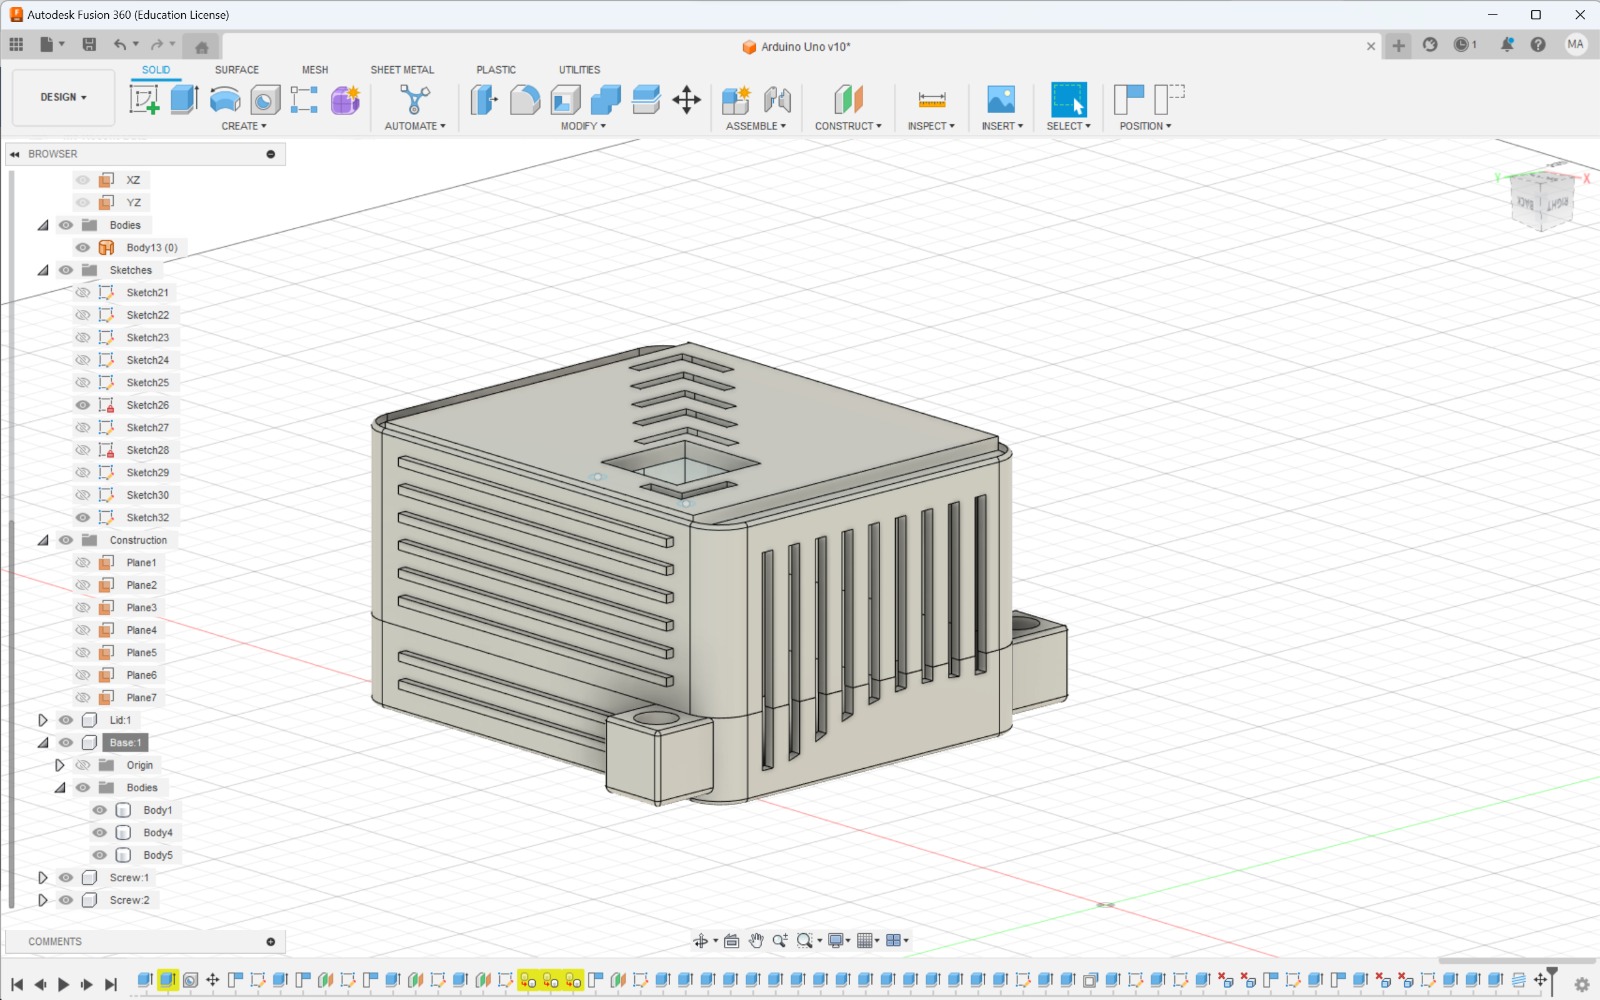 Autodesk Fusion 360 (Education License)
Arduino Uno v10*
1
MA
SOLID SURFACE MESH SHEET METAL PLASTIC UTILITIES
DESIGN
CREATE AUTOMATE MODIFY ASSEMBLE CONSTRUCT INSPECT INSERT SELECT POSITION
BROWSER
XZ
YZ
Bodies
Body13 (0)
Sketches
Sketch21
Sketch22
Sketch23
Sketch24
Sketch25
Sketch26
Sketch27
Sketch28
Sketch29
Sketch30
Sketch32
Construction
Plane1
Plane2
Plane3
Plane4
Plane5
Plane6
Plane7
Lid:1
Base:1
Origin
Bodies
Body1
Body4
Body5
Screw:1
Screw:2
Y X
BACK RIGHT
COMMENTS